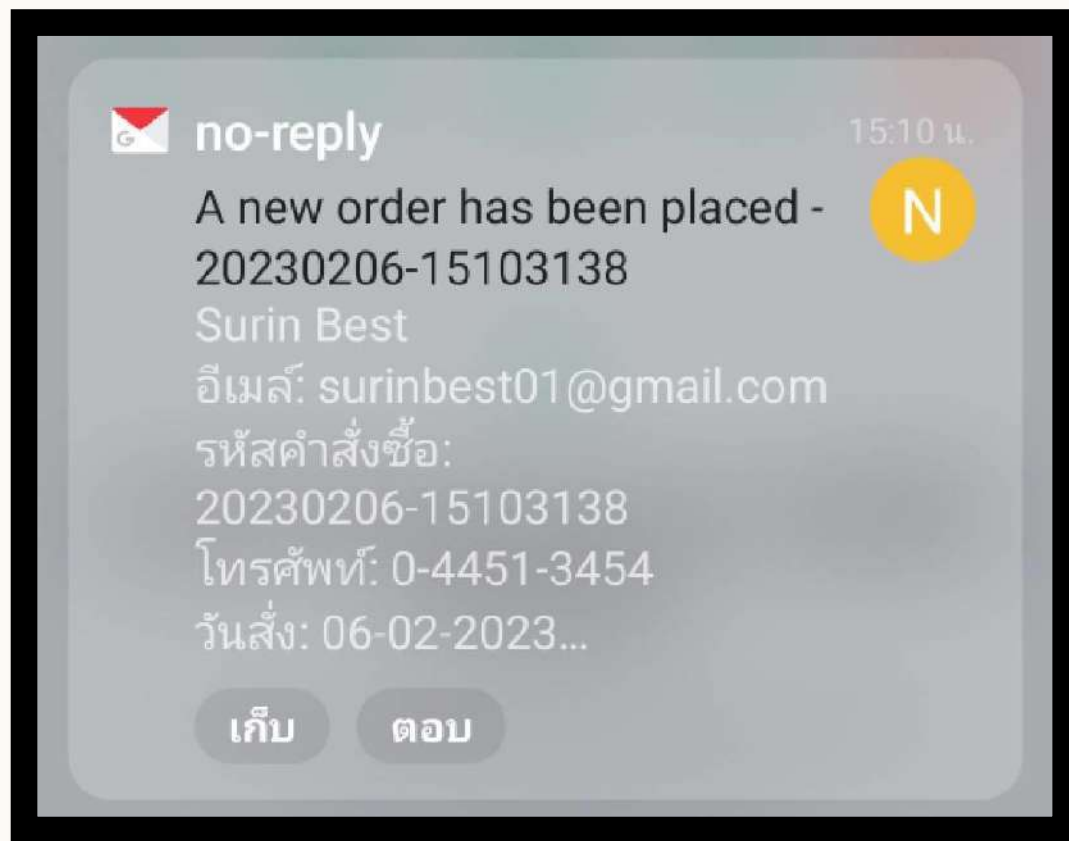 no-reply
15:10 น.
A new order has been placed -
20230206-15103138
N
Surin Best
อีเมล์: surinbest01@gmail.com
รหัสคำสั่งซื้อ:
20230206-15103138
โทรศัพท์: 0-4451-3454
วันสั่ง: 06-02-2023...
เก็บ
ตอบ